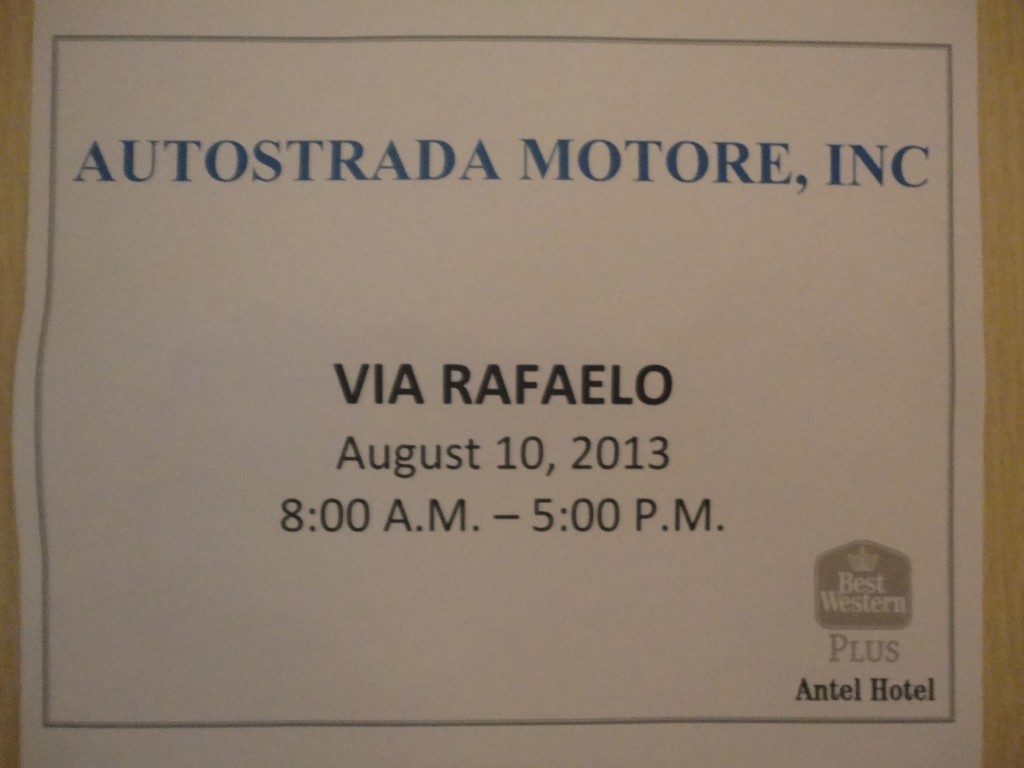 AUTOSTRADA MOTORE, INC
VIA RAFAELO
August 10, 2013
8:00 A.M. – 5:00 P.M.
Best
Western
PLUS
Antel Hotel